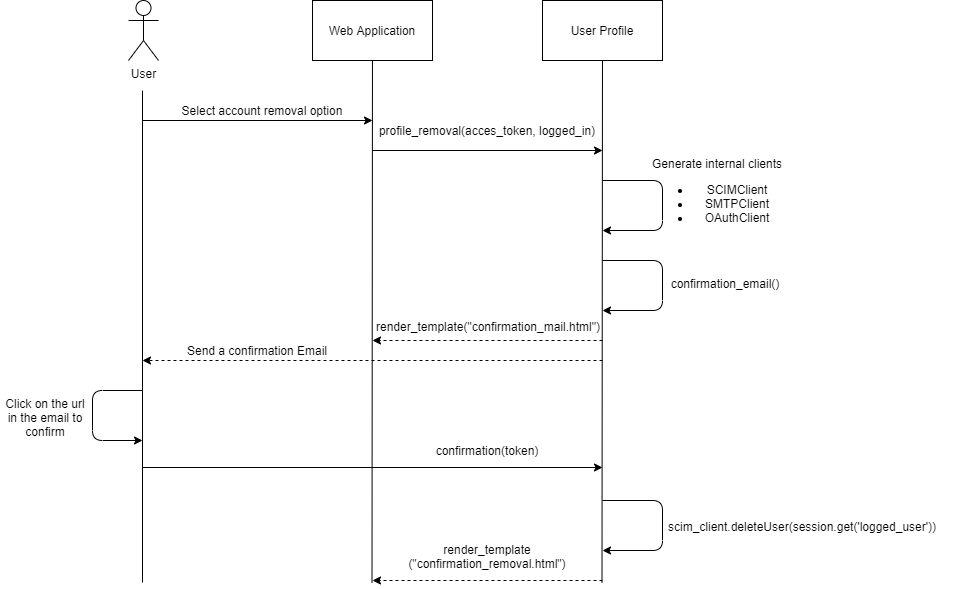 User
Web Application
User Profile
Select account removal option
profile_removal(acces_token, logged_in)
Generate internal clients
• SCIMClient
• SMTPClient
• OAuthClient
confirmation_email()
render_template("confirmation_mail.html")
Send a confirmation Email
Click on the url
in the email to
confirm
confirmation(token)
scim_client.deleteUser(session.get('logged_user'))
render_template
("confirmation_removal.html")